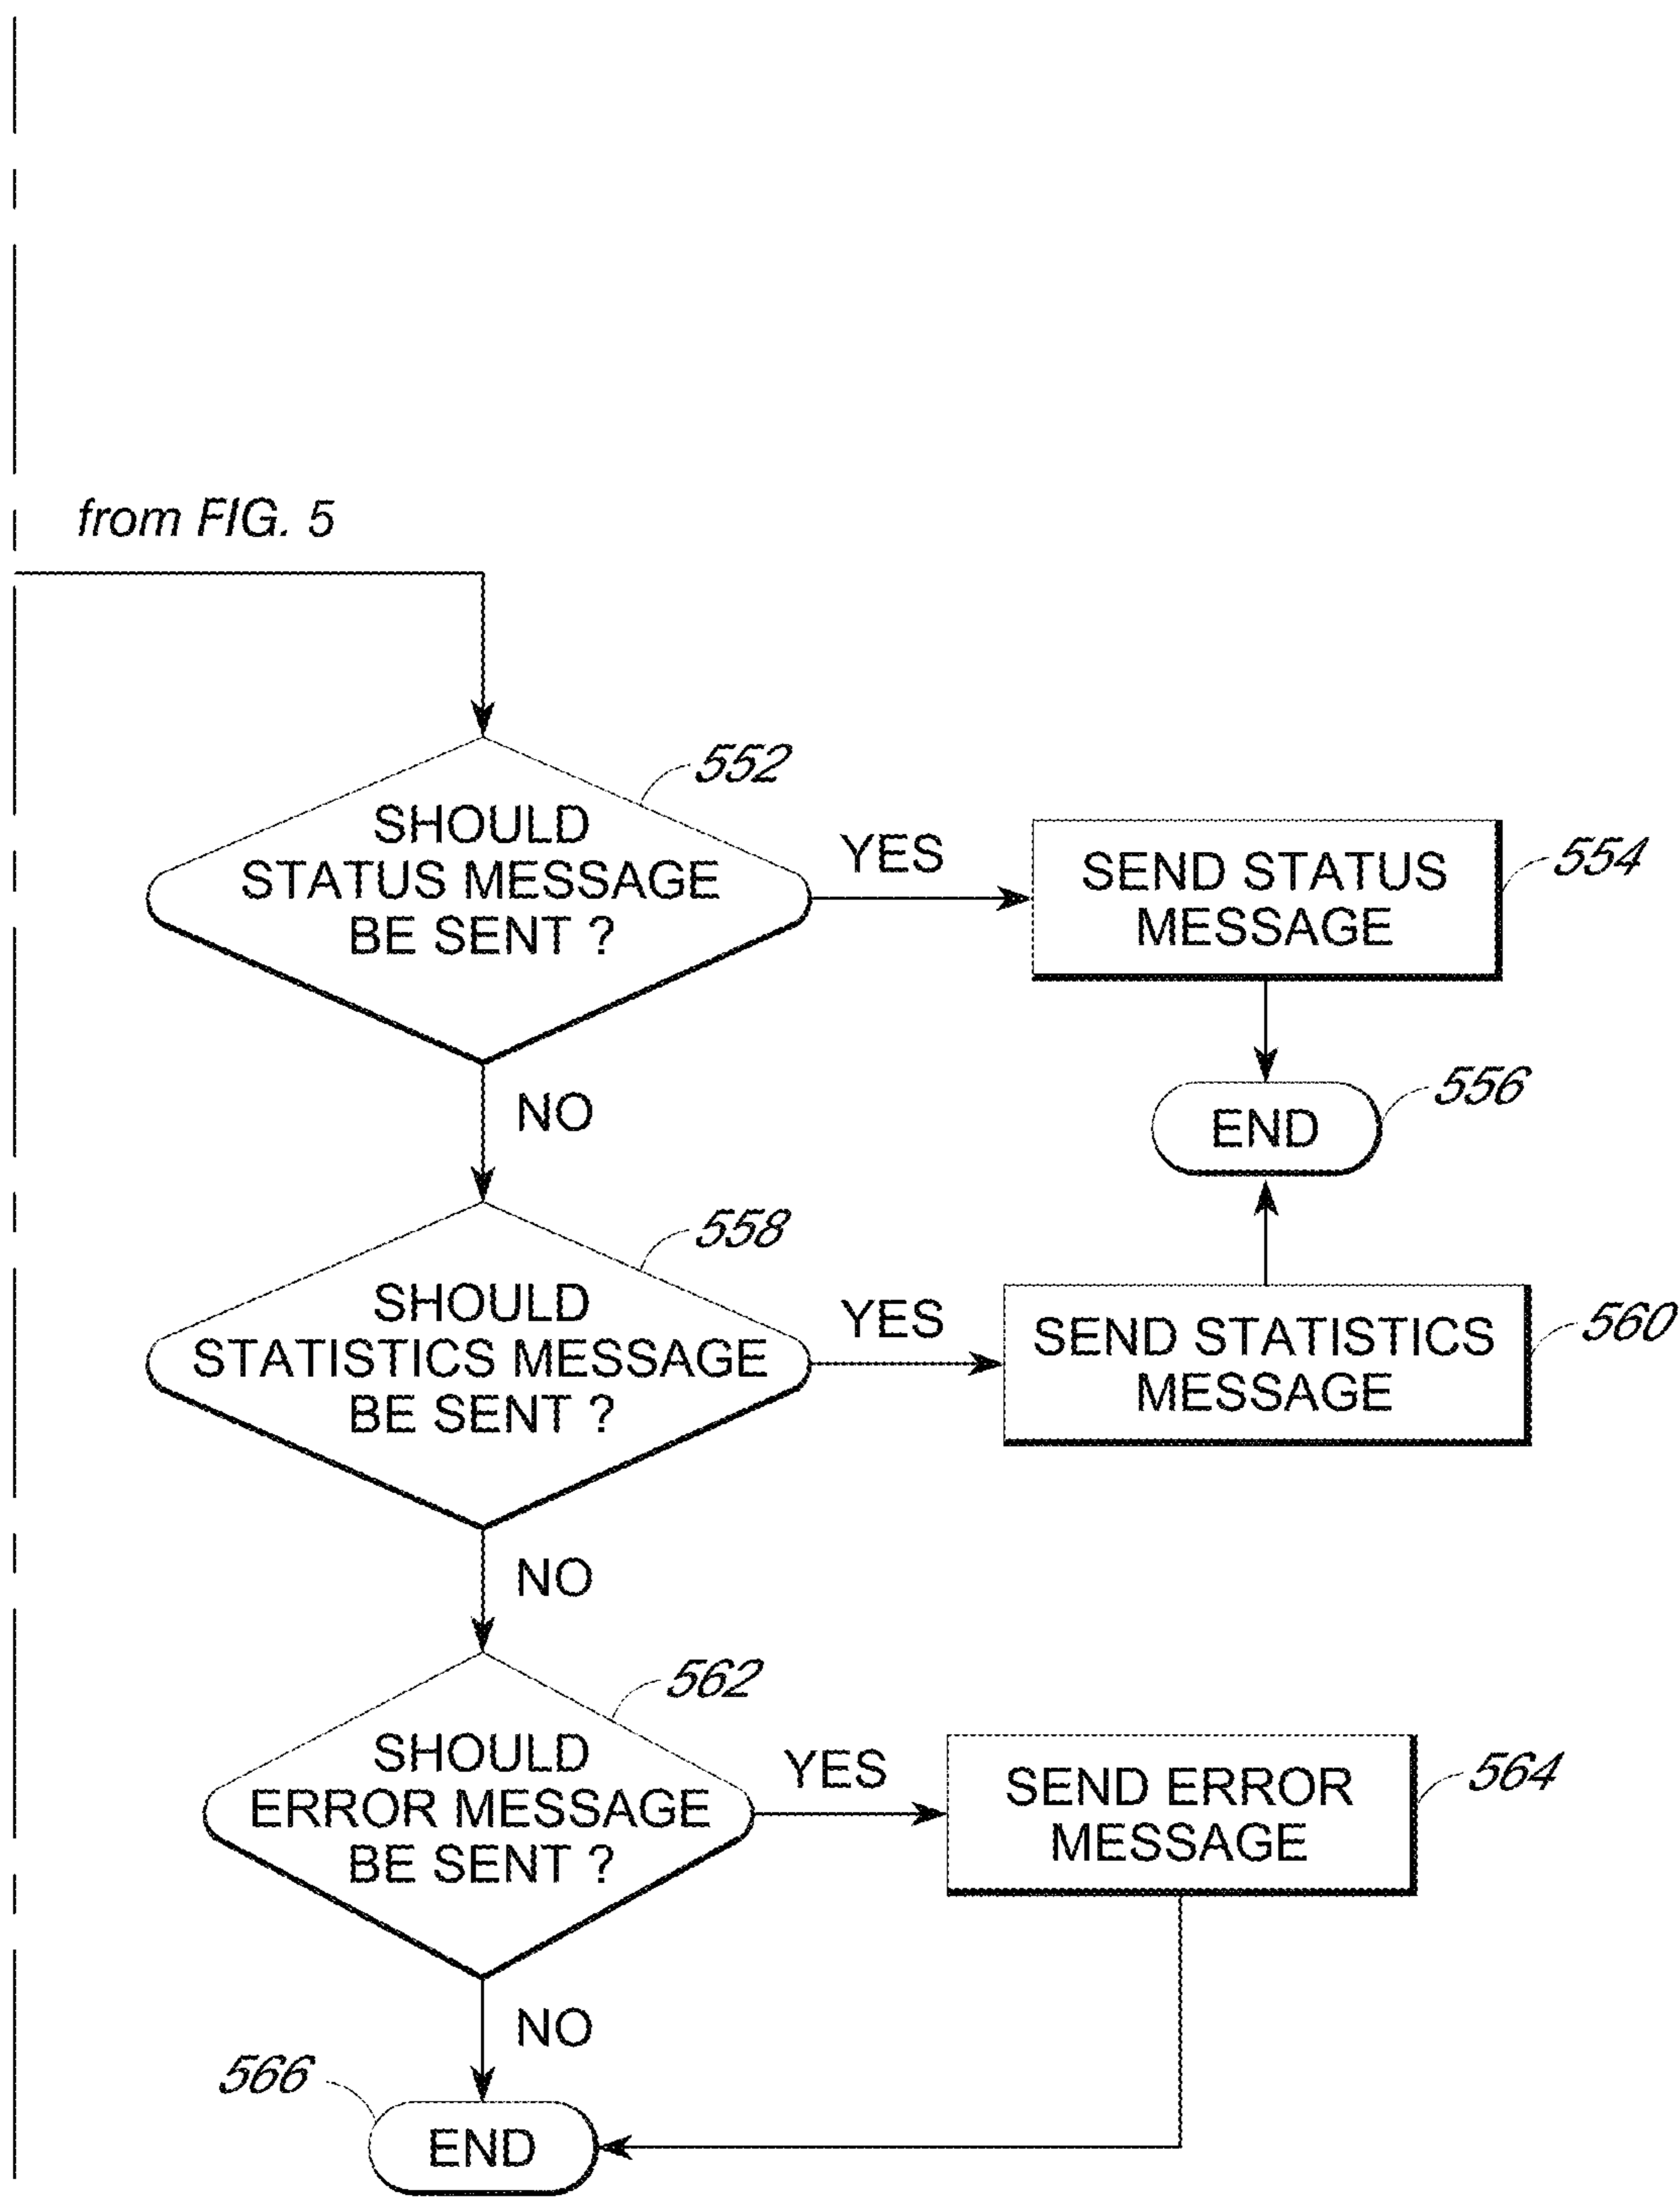 from FIG. 5
552
SHOULD
STATUS MESSAGE
BE SENT ?
YES
SEND STATUS
MESSAGE
554
NO
END
556
558
SHOULD
STATISTICS MESSAGE
BE SENT ?
YES
SEND STATISTICS
MESSAGE
560
NO
562
SHOULD
ERROR MESSAGE
BE SENT ?
YES
SEND ERROR
MESSAGE
564
NO
566
END